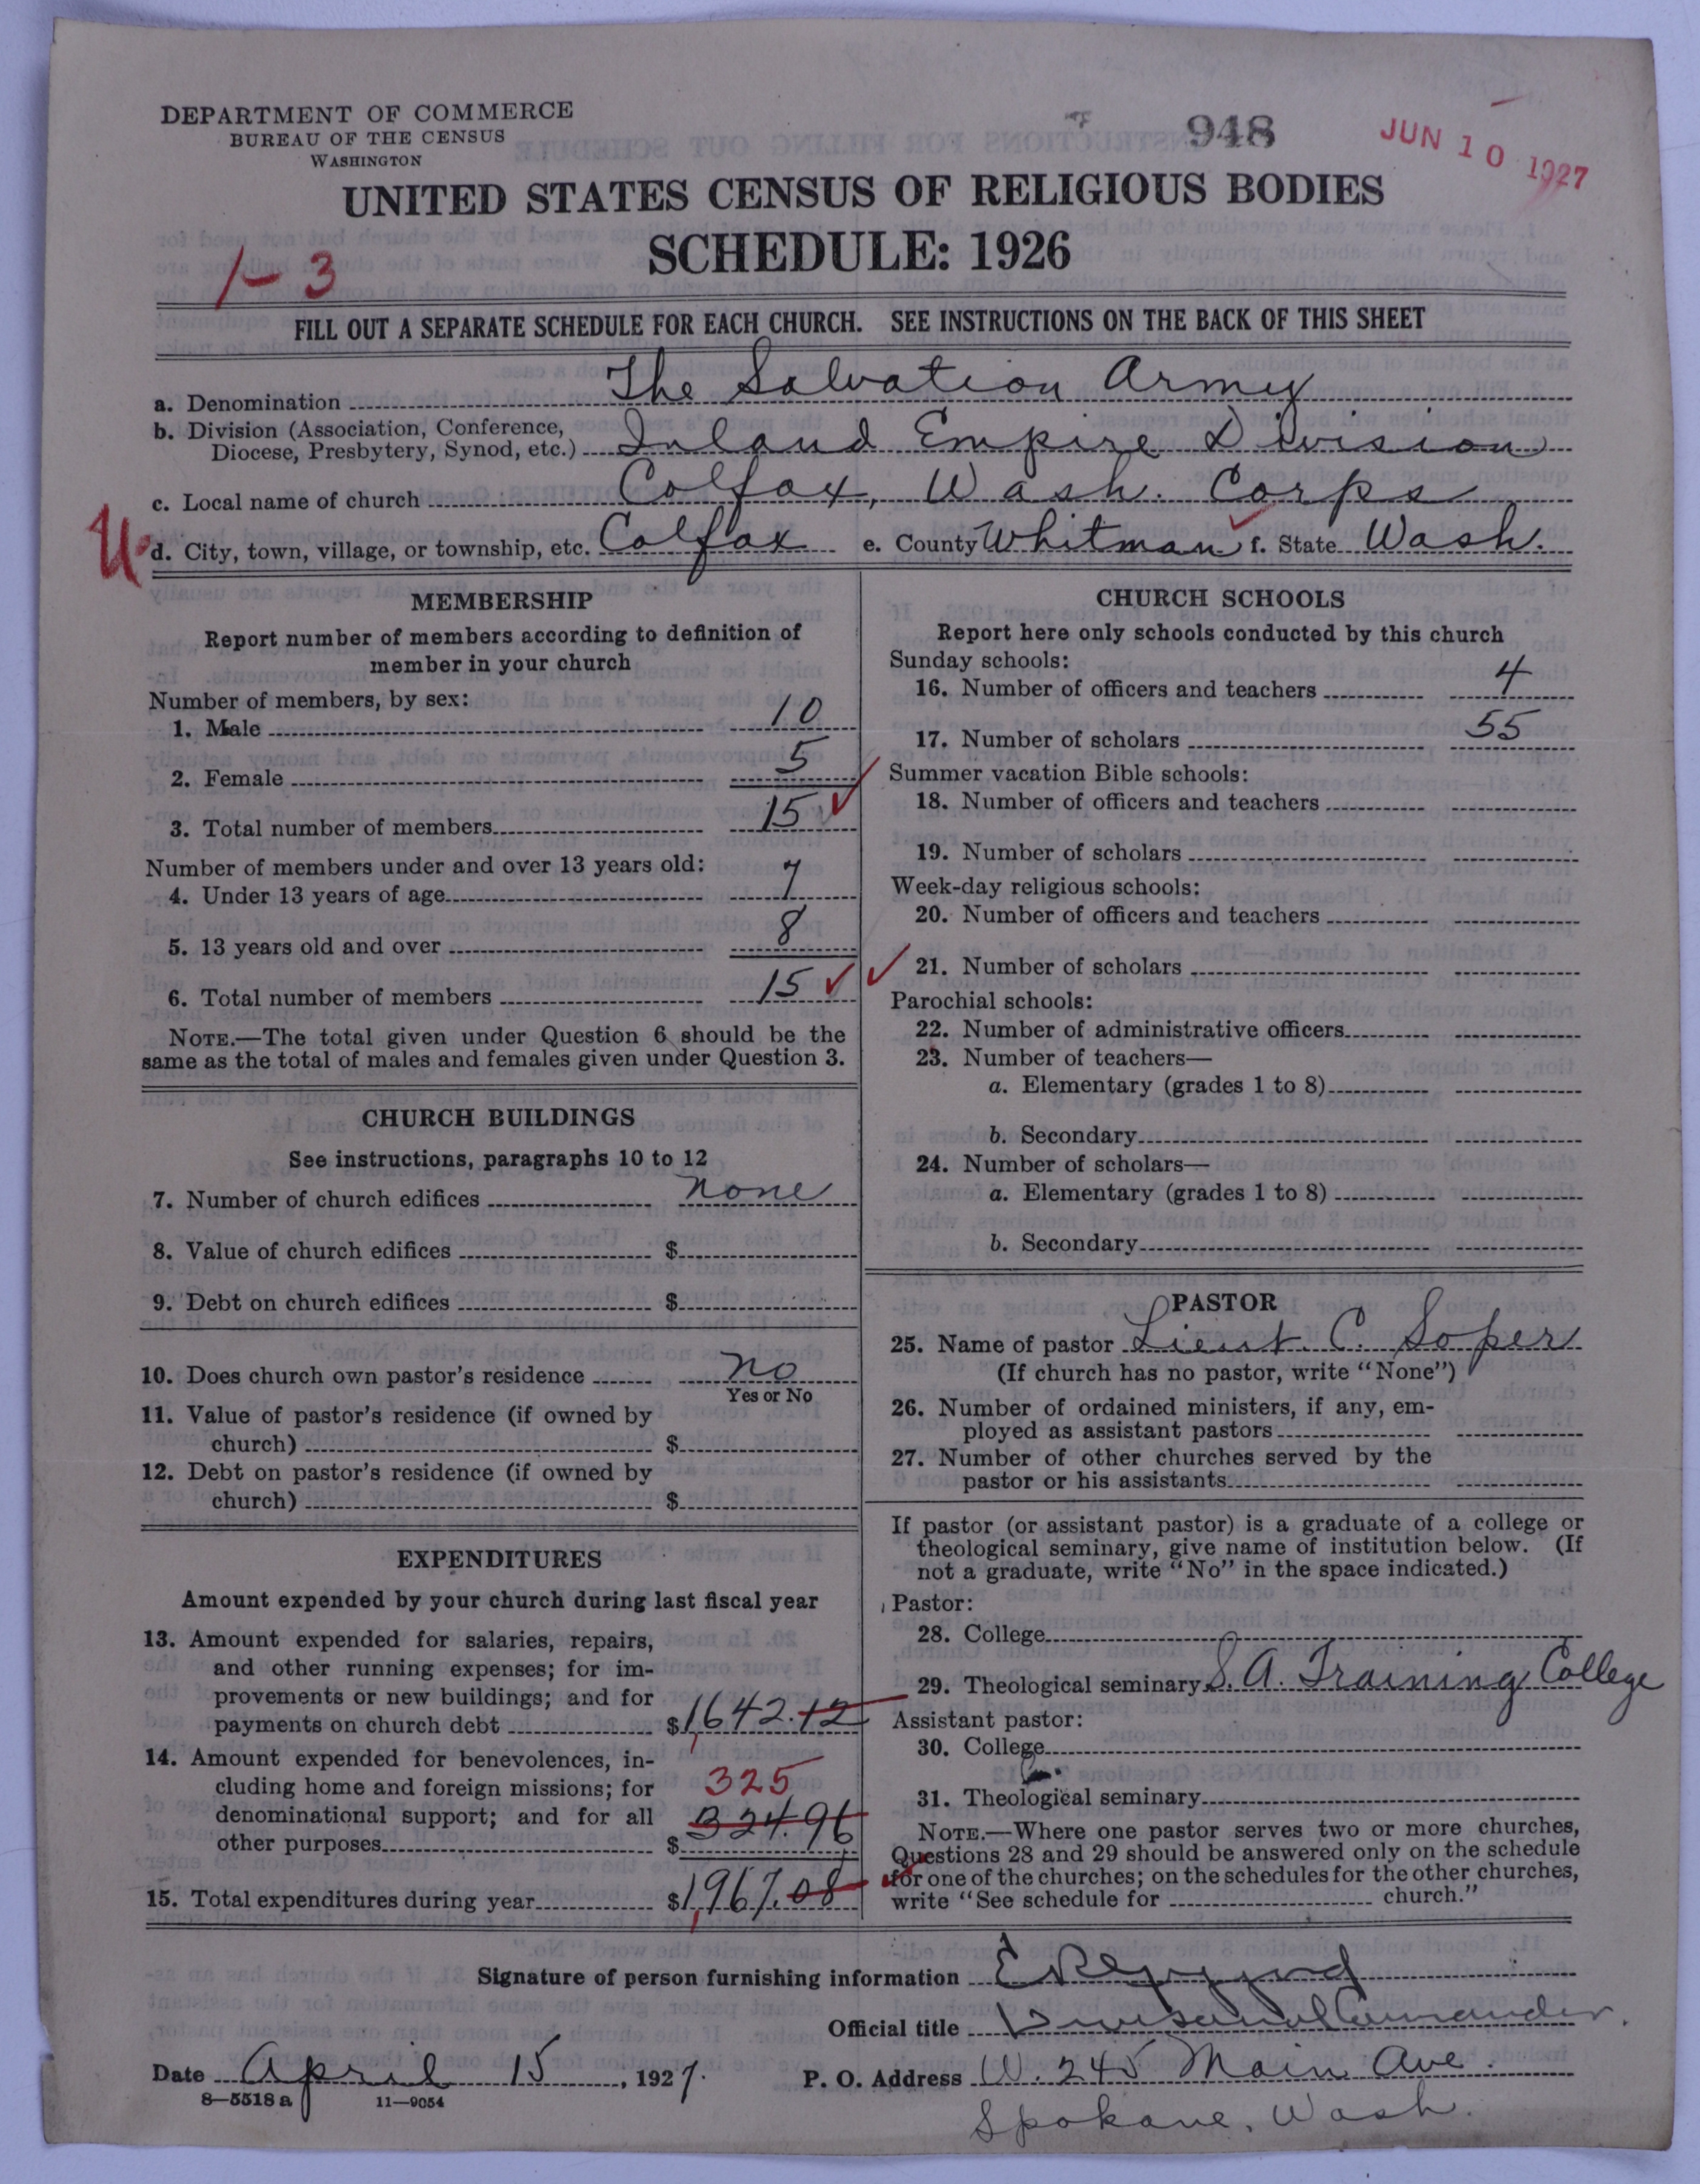 DEPARTMENT OF COMMERCE
BUREAU OF THE CENSUS
WASHINGTON
948
JUN 10 1927
UNITED STATES CENSUS OF RELIGIOUS BODIES
SCHEDULE: 1926
1-3
FILL OUT A SEPARATE SCHEDULE FOR EACH CHURCH. SEE INSTRUCTIONS ON THE BACK OF THIS SHEET
a. Denomination The Salvation Army
b. Division (Association, Conference,
Diocese, Presbytery, Synod, etc.) Inland Empire Division
c. Local name of church Colfax, Wash. Corps
U
d. City, town, village, or township, etc. Colfax e. County Whitman f. State Wash.
MEMBERSHIP
Report number of members according to definition of
member in your church
Number of members, by sex:
1. Male 10
2. Female 5
3. Total number of members 15
Number of members under and over 13 years old:
4. Under 13 years of age 7
5. 13 years old and over 8
6. Total number of members 15
NOTE.—The total given under Question 6 should be the
same as the total of males and females given under Question 3.
CHURCH BUILDINGS
See instructions, paragraphs 10 to 12
7. Number of church edifices none
8. Value of church edifices $
9. Debt on church edifices $
10. Does church own pastor's residence no
Yes or No
11. Value of pastor's residence (if owned by
church) $
12. Debt on pastor's residence (if owned by
church) $
EXPENDITURES
Amount expended by your church during last fiscal year
13. Amount expended for salaries, repairs,
and other running expenses; for im-
provements or new buildings; and for
payments on church debt $1,642.12
14. Amount expended for benevolences, in-
cluding home and foreign missions; for 325
denominational support; and for all 324.96
other purposes $
15. Total expenditures during year $1,967.08
CHURCH SCHOOLS
Report here only schools conducted by this church
Sunday schools:
16. Number of officers and teachers 4
17. Number of scholars 55
Summer vacation Bible schools:
18. Number of officers and teachers
19. Number of scholars
Week-day religious schools:
20. Number of officers and teachers
21. Number of scholars
Parochial schools:
22. Number of administrative officers
23. Number of teachers—
a. Elementary (grades 1 to 8)
b. Secondary
24. Number of scholars—
a. Elementary (grades 1 to 8)
b. Secondary
PASTOR
25. Name of pastor Lieut. C. Soper
(If church has no pastor, write "None")
26. Number of ordained ministers, if any, em-
ployed as assistant pastors
27. Number of other churches served by the
pastor or his assistants
If pastor (or assistant pastor) is a graduate of a college or
theological seminary, give name of institution below. (If
not a graduate, write "No" in the space indicated.)
Pastor:
28. College
29. Theological seminary S. A. Training College
Assistant pastor:
30. College
31. Theological seminary
NOTE.—Where one pastor serves two or more churches,
Questions 28 and 29 should be answered only on the schedule
for one of the churches; on the schedules for the other churches,
write "See schedule for church."
Signature of person furnishing information
Official title Divisional Commander.
Date April 15, 1927. P. O. Address W. 245 Main Ave.
8—5518 a 11—9054
Spokane, Wash.